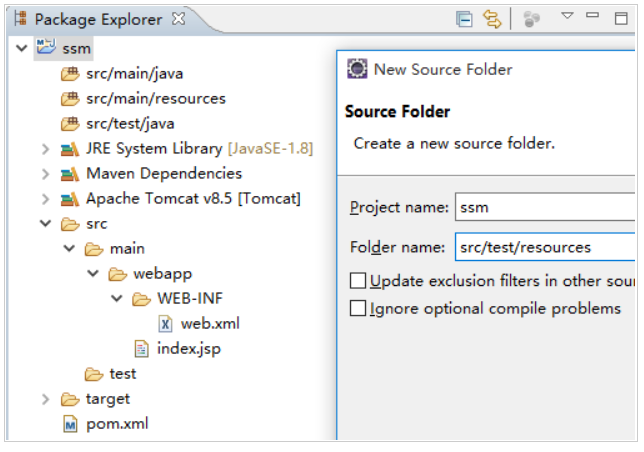 Package Explorer
ssm
src/main/java
src/main/resources
src/test/java
JRE System Library [JavaSE-1.8]
Maven Dependencies
Apache Tomcat v8.5 [Tomcat]
src
main
webapp
WEB-INF
web.xml
index.jsp
test
target
pom.xml
New Source Folder
Source Folder
Create a new source folder.
Project name: ssm
Folder name: src/test/resources
Update exclusion filters in other sour
Ignore optional compile problems